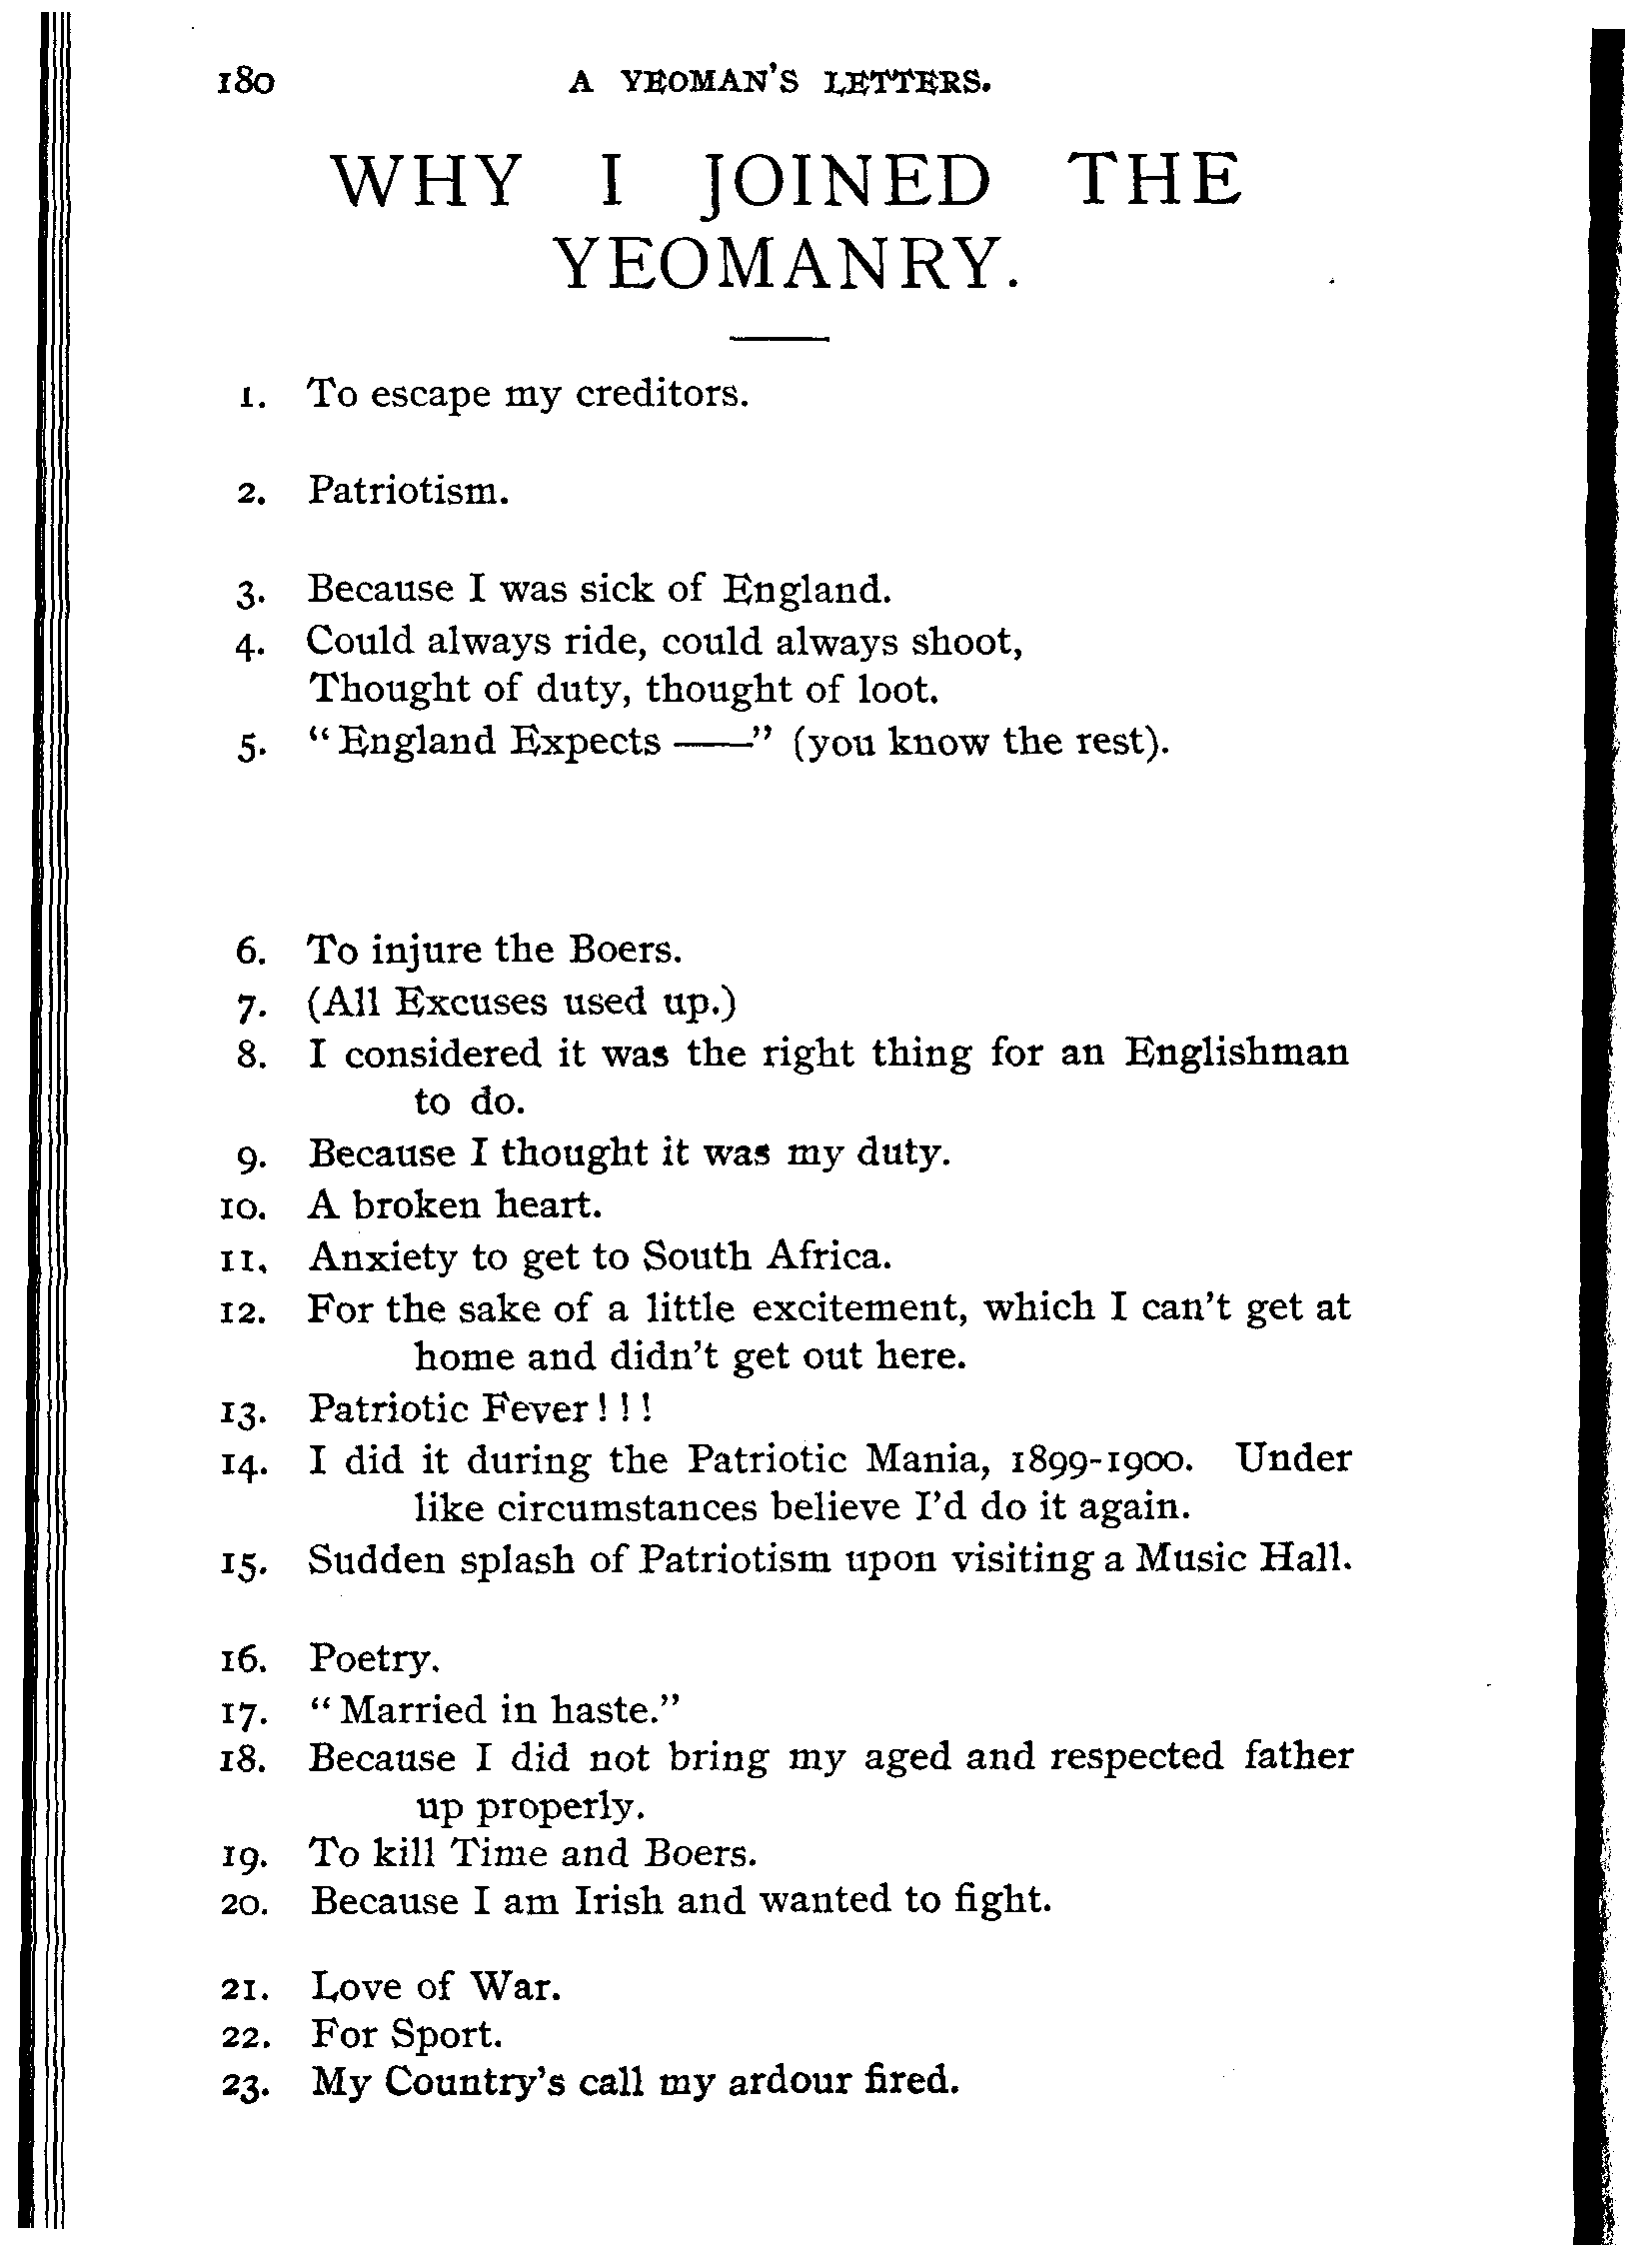 180 A YEOMAN'S LETTERS.
WHY I JOINED THE
YEOMANRY.
1. To escape my creditors.
2. Patriotism.
3. Because I was sick of England.
4. Could always ride, could always shoot,
Thought of duty, thought of loot.
5. “England Expects ——” (you know the rest).
6. To injure the Boers.
7. (All Excuses used up.)
8. I considered it was the right thing for an Englishman
to do.
9. Because I thought it was my duty.
10. A broken heart.
11. Anxiety to get to South Africa.
12. For the sake of a little excitement, which I can't get at
home and didn't get out here.
13. Patriotic Fever! ! !
14. I did it during the Patriotic Mania, 1899-1900. Under
like circumstances believe I'd do it again.
15. Sudden splash of Patriotism upon visiting a Music Hall.
16. Poetry.
17. “Married in haste.”
18. Because I did not bring my aged and respected father
up properly.
19. To kill Time and Boers.
20. Because I am Irish and wanted to fight.
21. Love of War.
22. For Sport.
23. My Country's call my ardour fired.